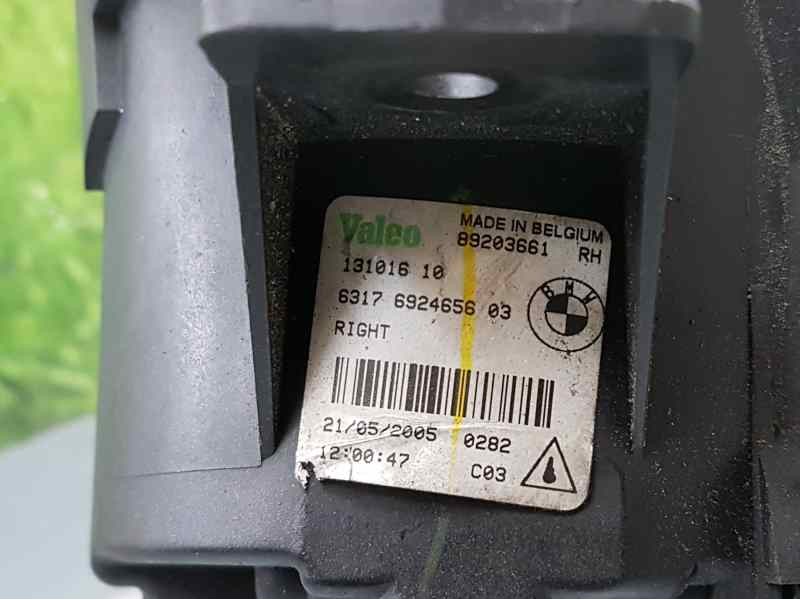 Valeo MADE IN BELGIUM
89203661 RH
131016 10
6317 6924656 03
BMW
RIGHT
21/05/2005 0282
12:00:47 C03